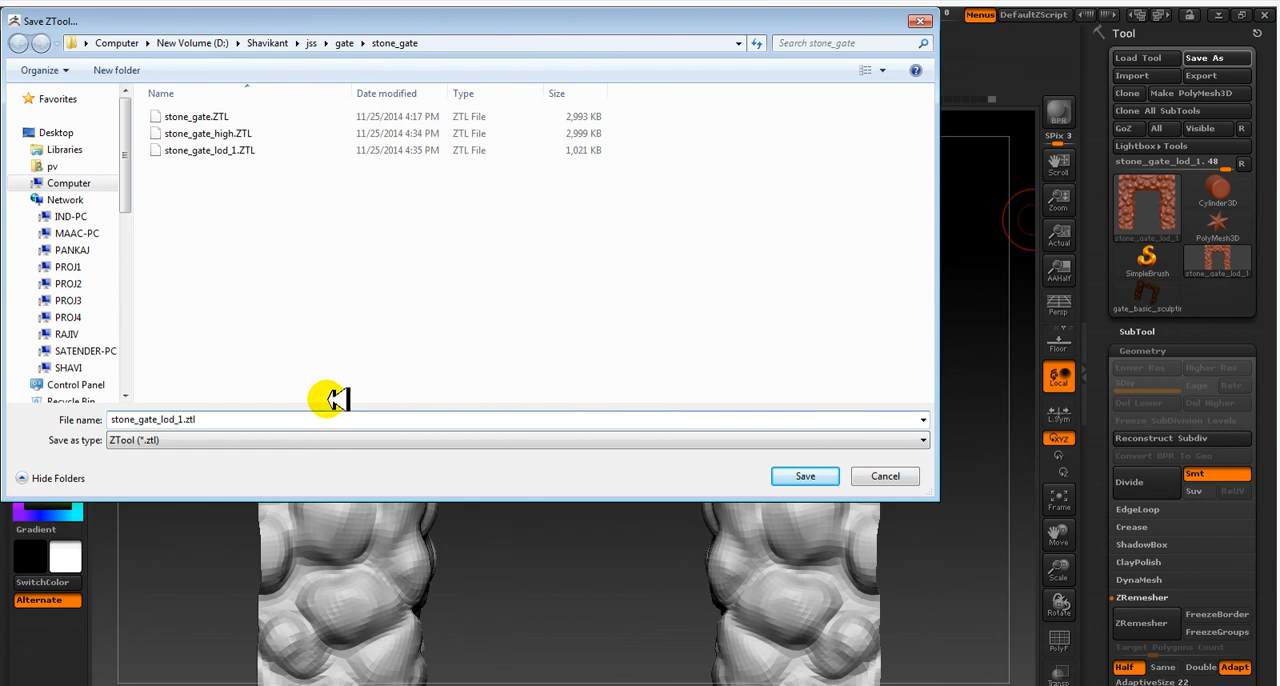 Save ZTool...
Computer New Volume (D:) Shavikant jss gate stone_gate
Search stone_gate
Organize New folder
Name Date modified Type Size
Favorites
Desktop
Libraries
pv
Computer
Network
IND-PC
MAAC-PC
PANKAJ
PROJ1
PROJ2
PROJ3
PROJ4
RAJIV
SATENDER-PC
SHAVI
Control Panel
Recycle Bin
stone_gate.ZTL 11/25/2014 4:17 PM ZTL File 2,993 KB
stone_gate_high.ZTL 11/25/2014 4:34 PM ZTL File 2,999 KB
stone_gate_lod_1.ZTL 11/25/2014 4:35 PM ZTL File 1,021 KB
File name: stone_gate_lod_1.ztl
Save as type: ZTool (*.ztl)
Hide Folders
Save Cancel
Gradient
SwitchColor
Alternate
0 Menus DefaultZScript
BPR
SPix 3
Scroll
Zoom
Actual
AAHalf
Persp
Floor
Local
L.Sym
XYZ
Y
Z
Frame
Move
Scale
Rotate
PolyF
Transp
Tool
Load Tool Save As
Import Export
Clone Make PolyMesh3D
Clone All SubTools
GoZ All Visible R
Lightbox Tools
stone_gate_lod_1. 48 R
stone_gate_lod_1
Cylinder3D
PolyMesh3D
SimpleBrush
stone_gate_lod_1
gate_basic_sculptir
SubTool
Geometry
Lower Res Higher Res
SDiv Cage Rstr
Del Lower Del Higher
Freeze SubDivision Levels
Reconstruct Subdiv
Convert BPR To Geo
Divide Smt
Suv RelUV
EdgeLoop
Crease
ShadowBox
ClayPolish
DynaMesh
ZRemesher
ZRemesher FreezeBorder
FreezeGroups
Target Polygons Count
Half Same Double Adapt
AdaptiveSize 22